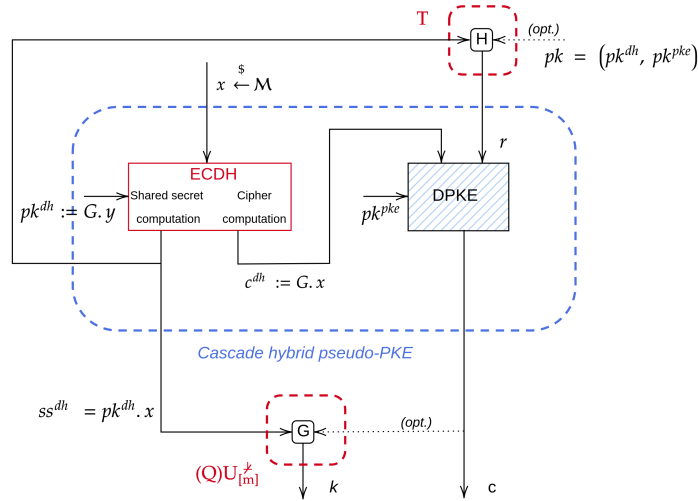 T
H
(opt.)
pk = (pk^{dh}, pk^{pke})
x $← M
r
ECDH
Shared secret computation
Cipher computation
DPKE
pk^{dh} := G.y
pk^{pke}
c^{dh} := G.x
Cascade hybrid pseudo-PKE
ss^{dh} = pk^{dh}.x
(opt.)
G
(Q)U_{[m]}^{⊥̸}
k
c